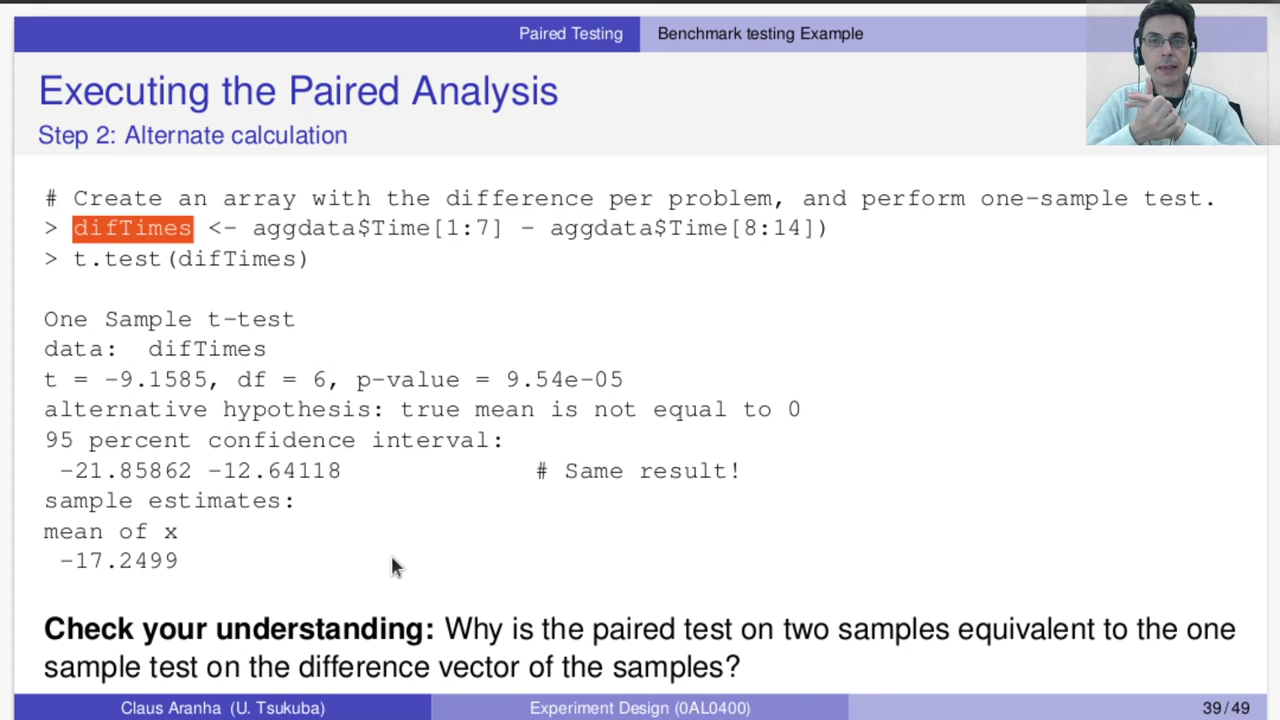 Paired Testing Benchmark testing Example
Executing the Paired Analysis
Step 2: Alternate calculation
# Create an array with the difference per problem, and perform one-sample test.
> difTimes <- aggdata$Time[1:7] - aggdata$Time[8:14])
> t.test(difTimes)
One Sample t-test
data:  difTimes
t = -9.1585, df = 6, p-value = 9.54e-05
alternative hypothesis: true mean is not equal to 0
95 percent confidence interval:
-21.85862 -12.64118 # Same result!
sample estimates:
mean of x
-17.2499
Check your understanding: Why is the paired test on two samples equivalent to the one
sample test on the difference vector of the samples?
Claus Aranha (U. Tsukuba) Experiment Design (0AL0400) 39/49